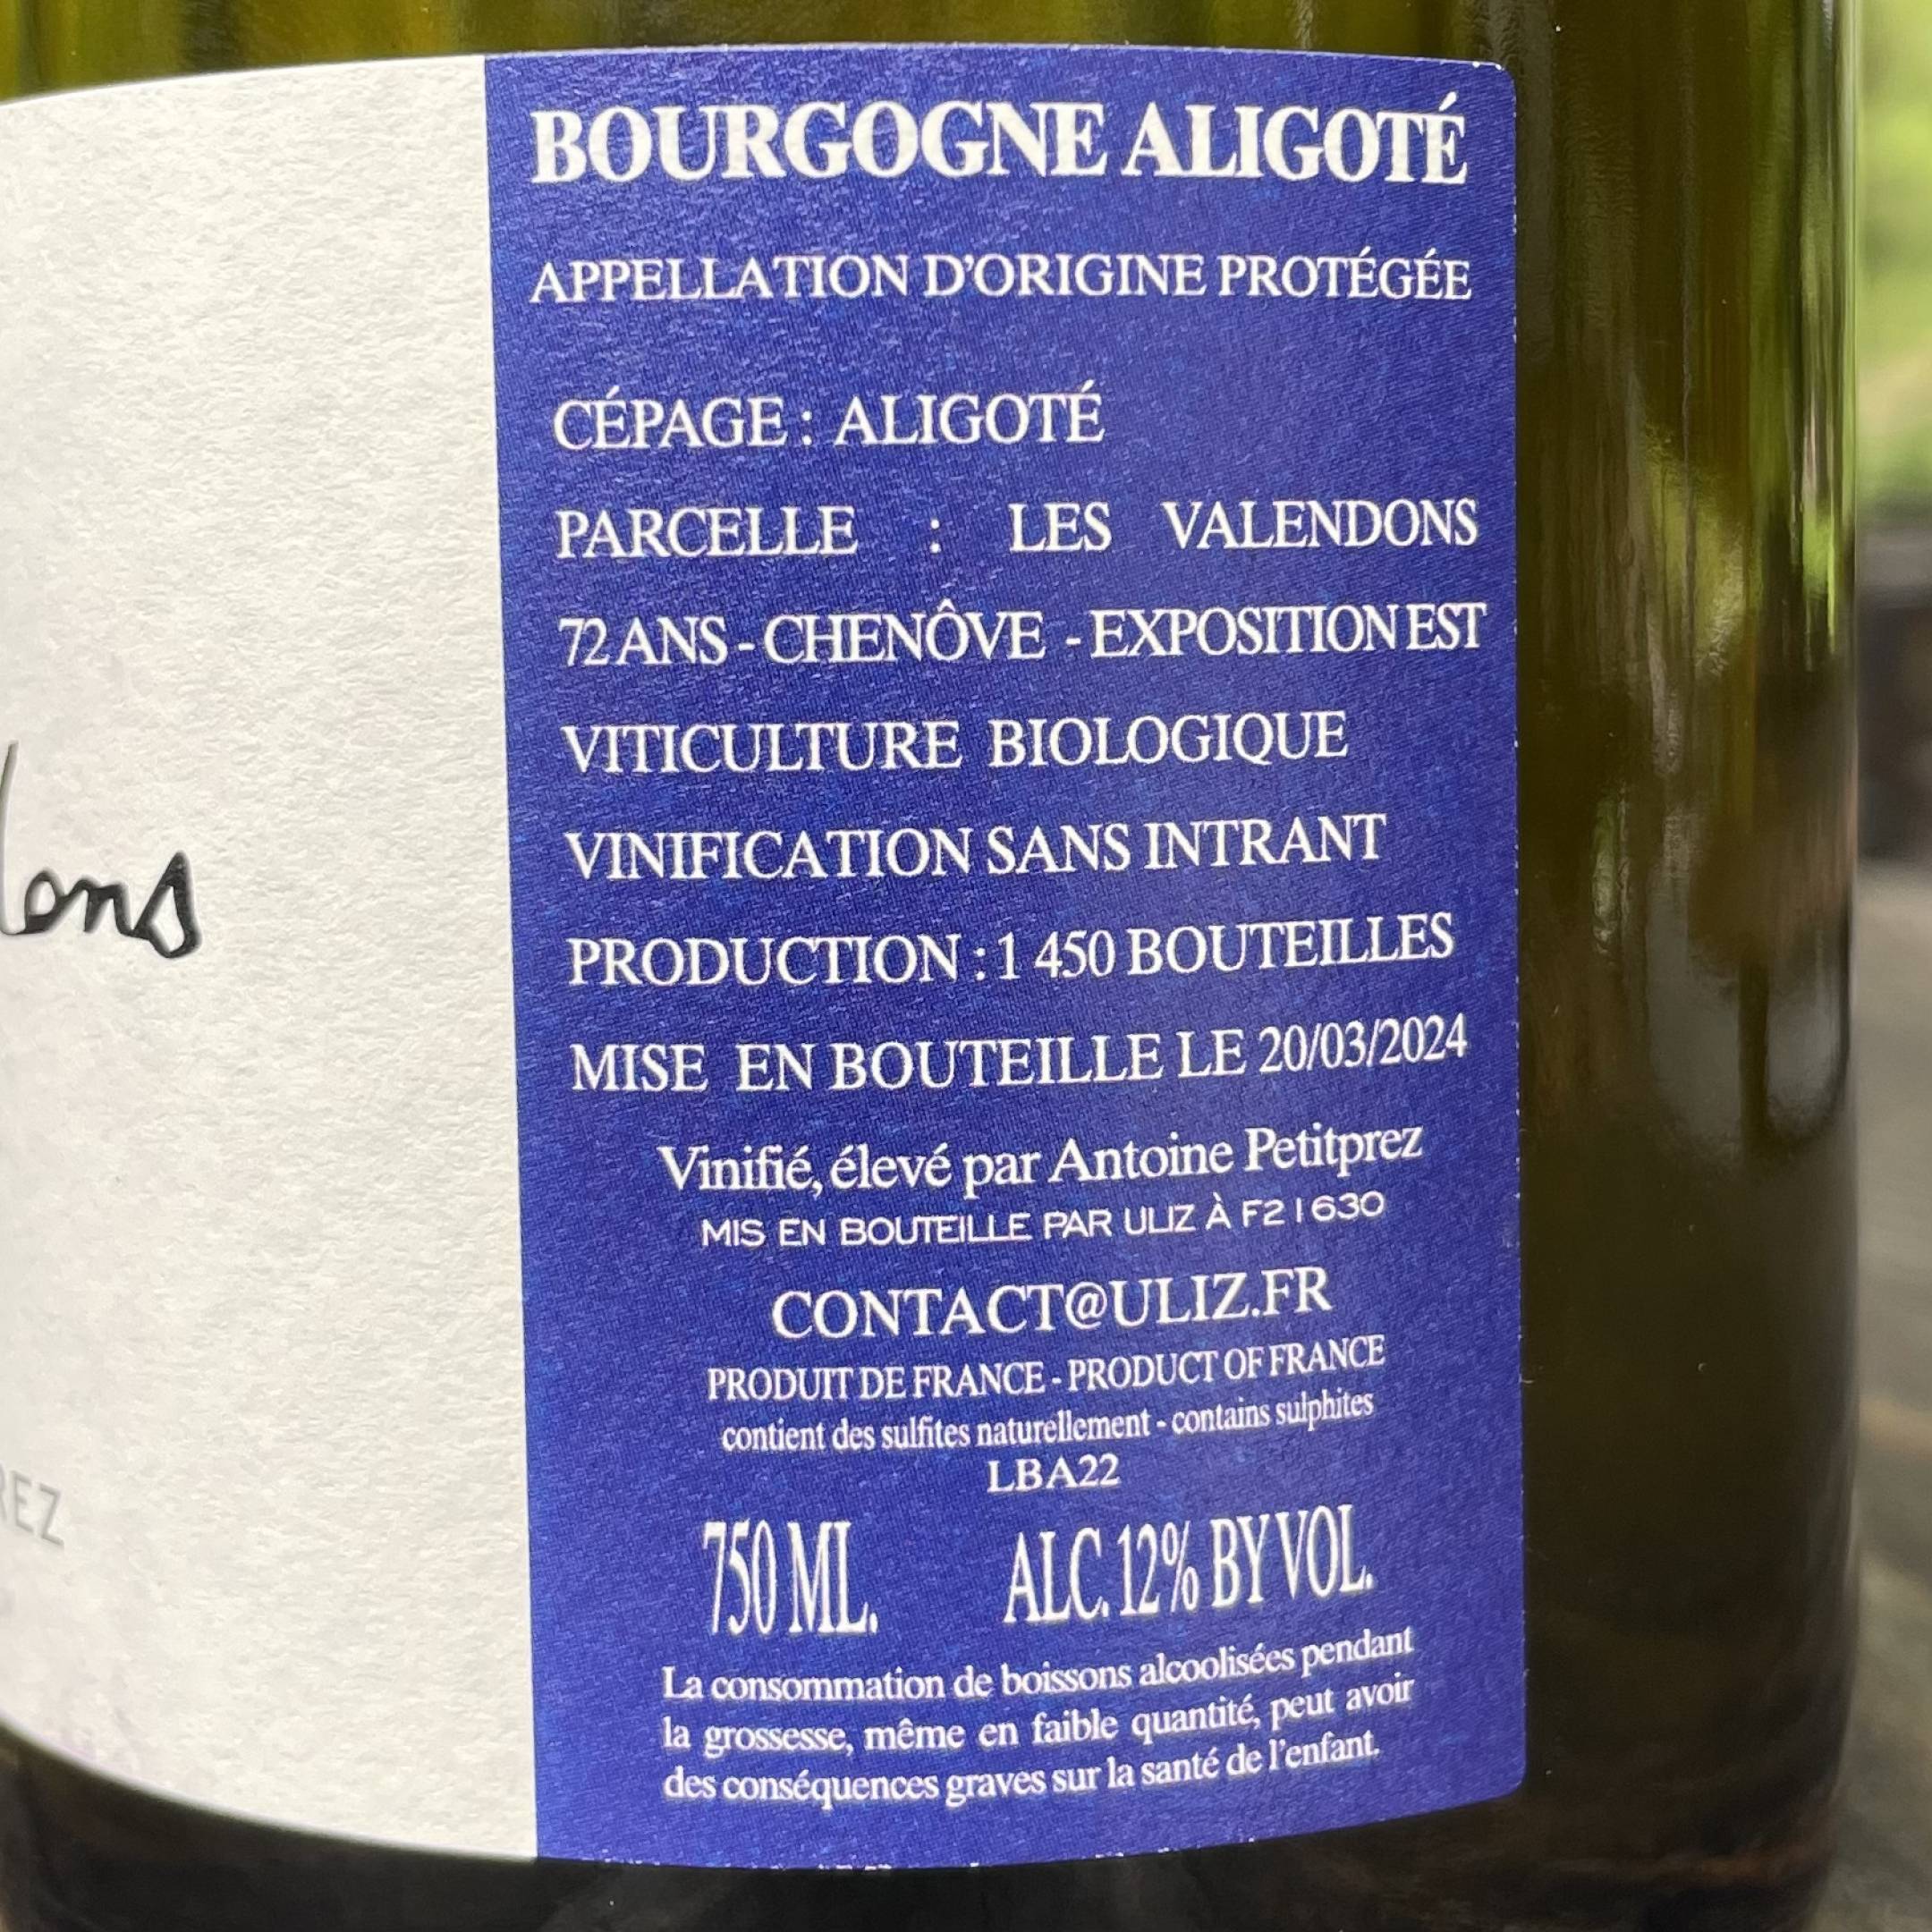 BOURGOGNE ALIGOTÉ
APPELLATION D'ORIGINE PROTÉGÉE
CÉPAGE : ALIGOTÉ
PARCELLE : LES VALENDONS
72 ANS - CHENÔVE - EXPOSITION EST
VITICULTURE BIOLOGIQUE
VINIFICATION SANS INTRANT
PRODUCTION : 1 450 BOUTEILLES
MISE EN BOUTEILLE LE 20/03/2024
Vinifié, élevé par Antoine Petitprez
MIS EN BOUTEILLE PAR ULIZ À F21630
CONTACT@ULIZ.FR
PRODUIT DE FRANCE - PRODUCT OF FRANCE
contient des sulfites naturellement - contains sulphites
LBA22
750 ML. ALC. 12% BY VOL.
La consommation de boissons alcoolisées pendant
la grossesse, même en faible quantité, peut avoir
des conséquences graves sur la santé de l'enfant.
ons
REZ